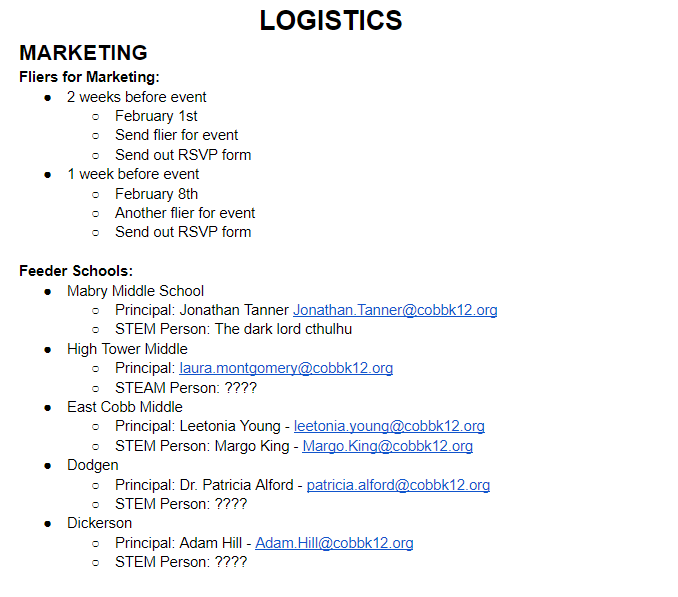 LOGISTICS
MARKETING
Fliers for Marketing:
● 2 weeks before event
○ February 1st
○ Send flier for event
○ Send out RSVP form
● 1 week before event
○ February 8th
○ Another flier for event
○ Send out RSVP form
Feeder Schools:
● Mabry Middle School
○ Principal: Jonathan Tanner Jonathan.Tanner@cobbk12.org
○ STEM Person: The dark lord cthulhu
● High Tower Middle
○ Principal: laura.montgomery@cobbk12.org
○ STEAM Person: ????
● East Cobb Middle
○ Principal: Leetonia Young - leetonia.young@cobbk12.org
○ STEM Person: Margo King - Margo.King@cobbk12.org
● Dodgen
○ Principal: Dr. Patricia Alford - patricia.alford@cobbk12.org
○ STEM Person: ????
● Dickerson
○ Principal: Adam Hill - Adam.Hill@cobbk12.org
○ STEM Person: ????